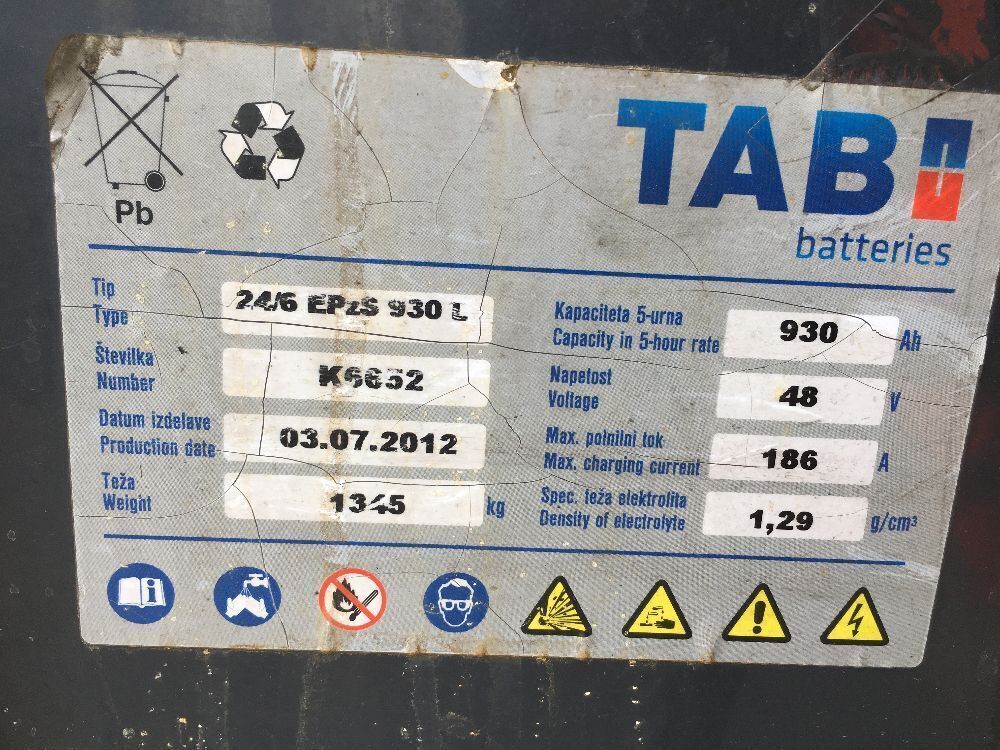 Pb
TAB
batteries
Tip
Type
24/6 EPzS 930 L
Številka
Number
K6652
Datum izdelave
Production date
03.07.2012
Teža
Weight
1345 kg
Kapaciteta 5-urna
Capacity in 5-hour rate
930 Ah
Napetost
Voltage
48 V
Max. polnilni tok
Max. charging current
186 A
Spec. teža elektrolita
Density of electrolyte
1,29 g/cm³